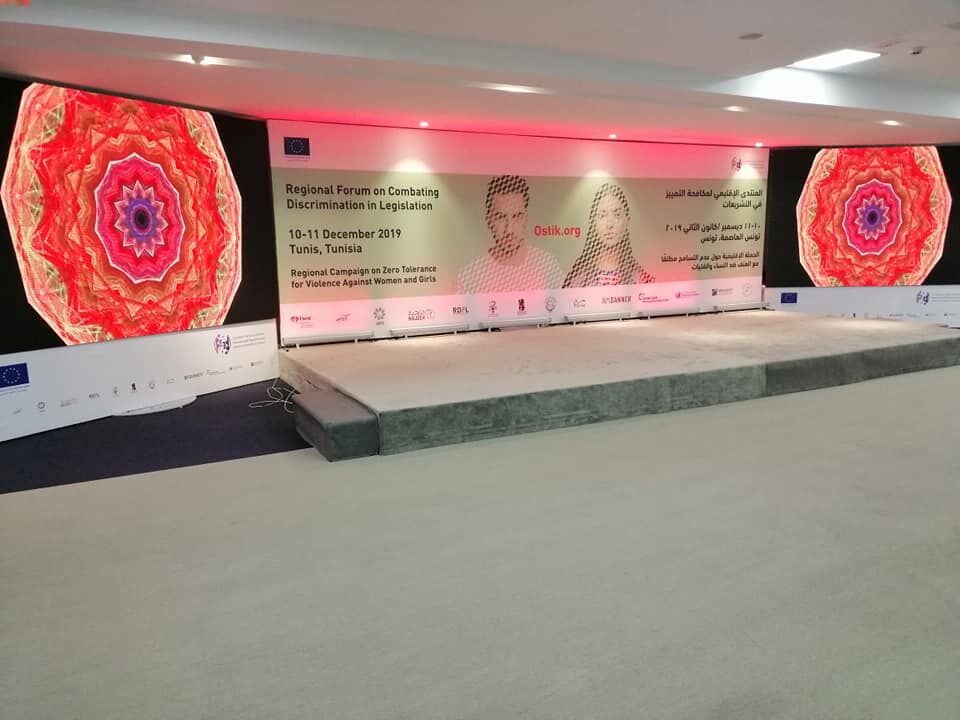 Regional Forum on Combating
Discrimination in Legislation
10-11 December 2019
Tunis, Tunisia
Regional Campaign on Zero Tolerance
for Violence Against Women and Girls
Ostik.org
المنتدى الإقليمي لمكافحة التمييز
في التشريعات
١٠-١١ ديسمبر /كانون الثاني ٢٠١٩
تونس العاصمة، تونس
الحملة الإقليمية حول عدم التسامح مطلقًا
مع العنف ضد النساء والفتيات
RDFL